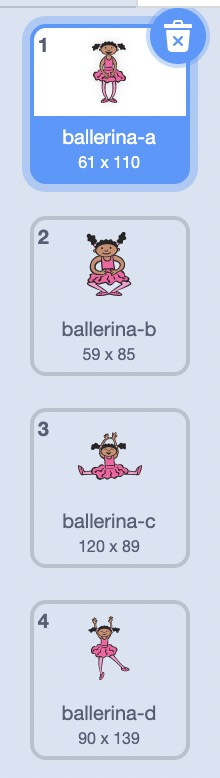 1
ballerina-a
61 x 110
2
ballerina-b
59 x 85
3
ballerina-c
120 x 89
4
ballerina-d
90 x 139